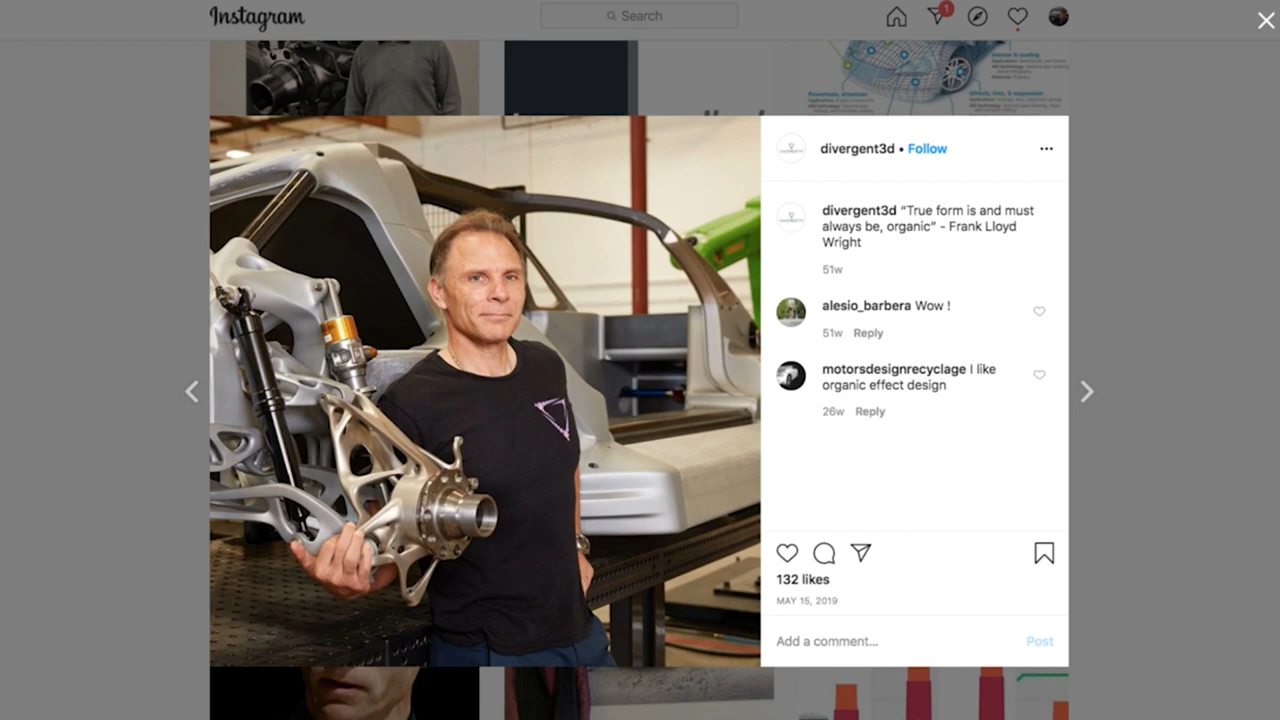 Instagram
Search
1
divergent3d • Follow
...
divergent3d “True form is and must
always be, organic” - Frank Lloyd
Wright
51w
alesio_barbera Wow !
51w Reply
motorsdesignrecyclage I like
organic effect design
26w Reply
132 likes
MAY 15, 2019
Add a comment...
Post